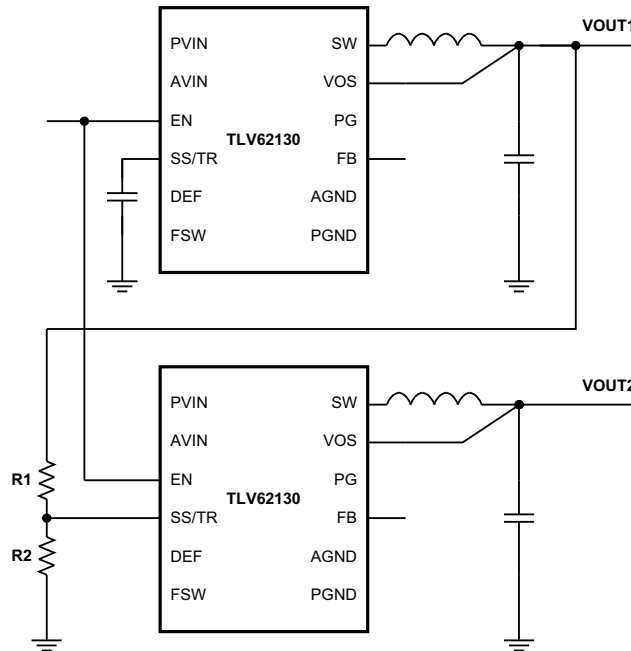 VOUT1
PVIN SW
AVIN VOS
EN PG
TLV62130
SS/TR FB
DEF AGND
FSW PGND
VOUT2
PVIN SW
AVIN VOS
R1 EN PG
TLV62130
SS/TR FB
R2 DEF AGND
FSW PGND